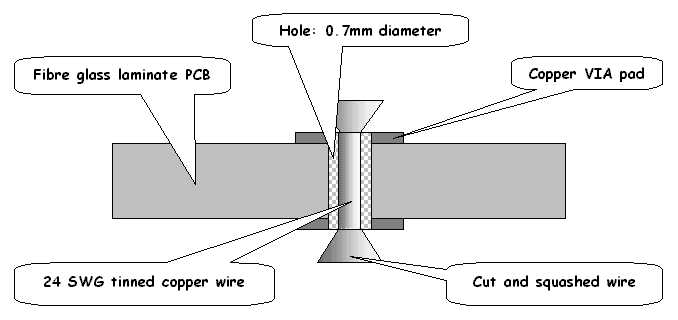 Hole: 0.7mm diameter
Fibre glass laminate PCB
Copper VIA pad
24 SWG tinned copper wire
Cut and squashed wire